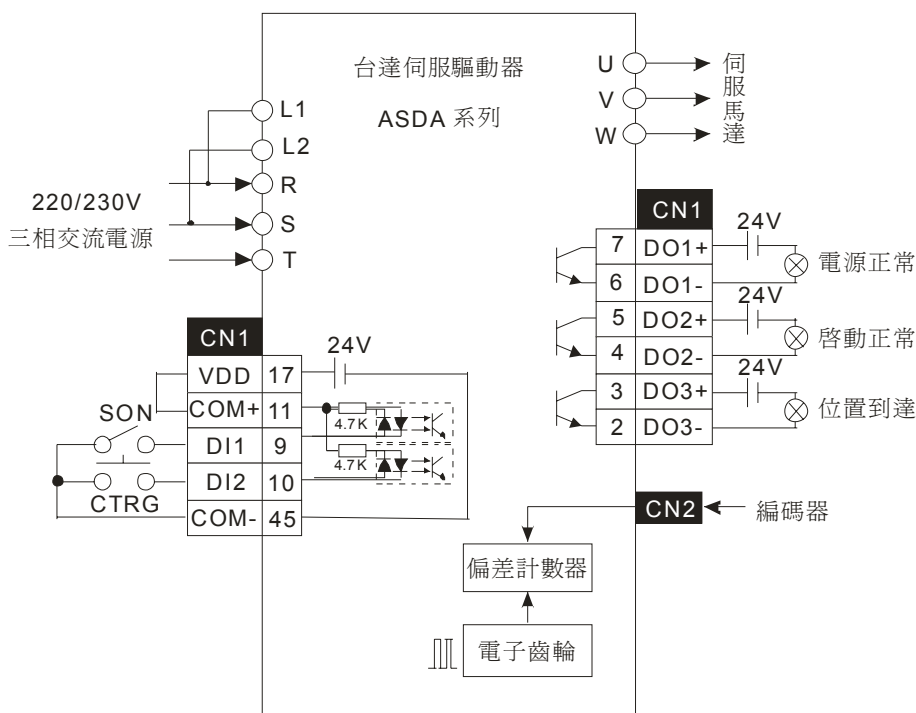 台達伺服驅動器
ASDA 系列
U
V
W
伺服馬達
L1
L2
R
S
T
220/230V
三相交流電源
CN1
7 DO1+
6 DO1-
5 DO2+
4 DO2-
3 DO3+
2 DO3-
24V
電源正常
24V
啓動正常
24V
位置到達
CN1
VDD 17
COM+ 11
DI1 9
DI2 10
COM- 45
24V
SON
CTRG
4.7K
4.7K
CN2
編碼器
偏差計數器
電子齒輪